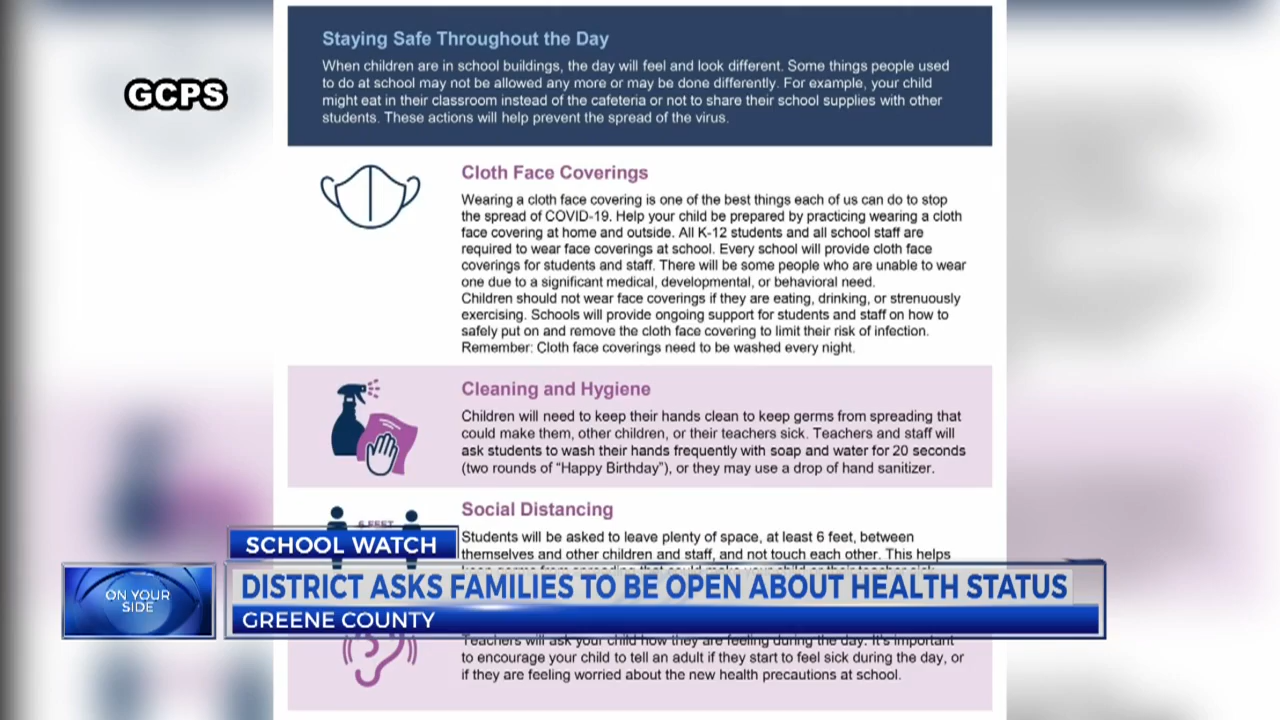 GCPS
Staying Safe Throughout the Day
When children are in school buildings, the day will feel and look different. Some things people used
to do at school may not be allowed any more or may be done differently. For example, your child
might eat in their classroom instead of the cafeteria or not to share their school supplies with other
students. These actions will help prevent the spread of the virus.
Cloth Face Coverings
Wearing a cloth face covering is one of the best things each of us can do to stop
the spread of COVID-19. Help your child be prepared by practicing wearing a cloth
face covering at home and outside. All K-12 students and all school staff are
required to wear face coverings at school. Every school will provide cloth face
coverings for students and staff. There will be some people who are unable to wear
one due to a significant medical, developmental, or behavioral need.
Children should not wear face coverings if they are eating, drinking, or strenuously
exercising. Schools will provide ongoing support for students and staff on how to
safely put on and remove the cloth face covering to limit their risk of infection.
Remember: Cloth face coverings need to be washed every night.
Cleaning and Hygiene
Children will need to keep their hands clean to keep germs from spreading that
could make them, other children, or their teachers sick. Teachers and staff will
ask students to wash their hands frequently with soap and water for 20 seconds
(two rounds of “Happy Birthday”), or they may use a drop of hand sanitizer.
Social Distancing
6 FEET
Students will be asked to leave plenty of space, at least 6 feet, between
themselves and other children and staff, and not touch each other. This helps
SCHOOL WATCH
DISTRICT ASKS FAMILIES TO BE OPEN ABOUT HEALTH STATUS
GREENE COUNTY
ON YOUR
SIDE
Teachers will ask your child how they are feeling during the day. It's important
to encourage your child to tell an adult if they start to feel sick during the day, or
if they are feeling worried about the new health precautions at school.